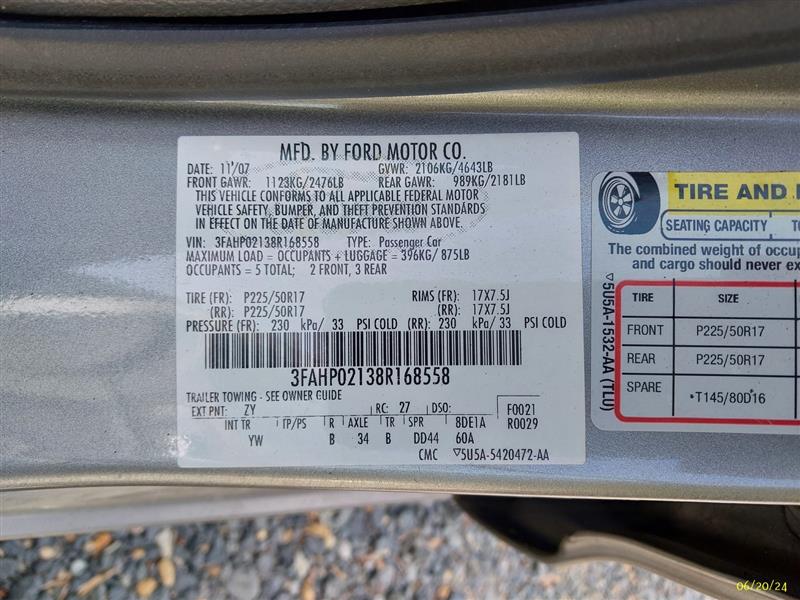 MFD. BY FORD MOTOR CO.
DATE: 11/07 GVWR: 2106KG/4643LB
FRONT GAWR: 1123KG/2476LB REAR GAWR: 989KG/2181LB
THIS VEHICLE CONFORMS TO ALL APPLICABLE FEDERAL MOTOR
VEHICLE SAFETY, BUMPER, AND THEFT PREVENTION STANDARDS
IN EFFECT ON THE DATE OF MANUFACTURE SHOWN ABOVE.
VIN: 3FAHP02138R168558 TYPE: Passenger Car
MAXIMUM LOAD = OCCUPANTS + LUGGAGE = 396KG/ 875LB
OCCUPANTS = 5 TOTAL; 2 FRONT, 3 REAR
TIRE (FR): P225/50R17 RIMS (FR): 17X7.5J
(RR): P225/50R17 (RR): 17X7.5J
PRESSURE (FR): 230 kPa/ 33 PSI COLD (RR): 230 kPa/ 33 PSI COLD
3FAHP02138R168558
TRAILER TOWING - SEE OWNER GUIDE
EXT PNT: ZY RC: 27 DSO: F0021
INT TR TP/PS R AXLE TR SPR 8DE1A R0029
YW B 34 B DD44 60A
CMC ▽5U5A-5420472-AA
TIRE AND
SEATING CAPACITY
The combined weight of
and cargo should never
▽5U5A-1532-AA (TLU)
TIRE SIZE
FRONT P225/50R17
REAR P225/50R17
SPARE T145/80D16
06/20/24